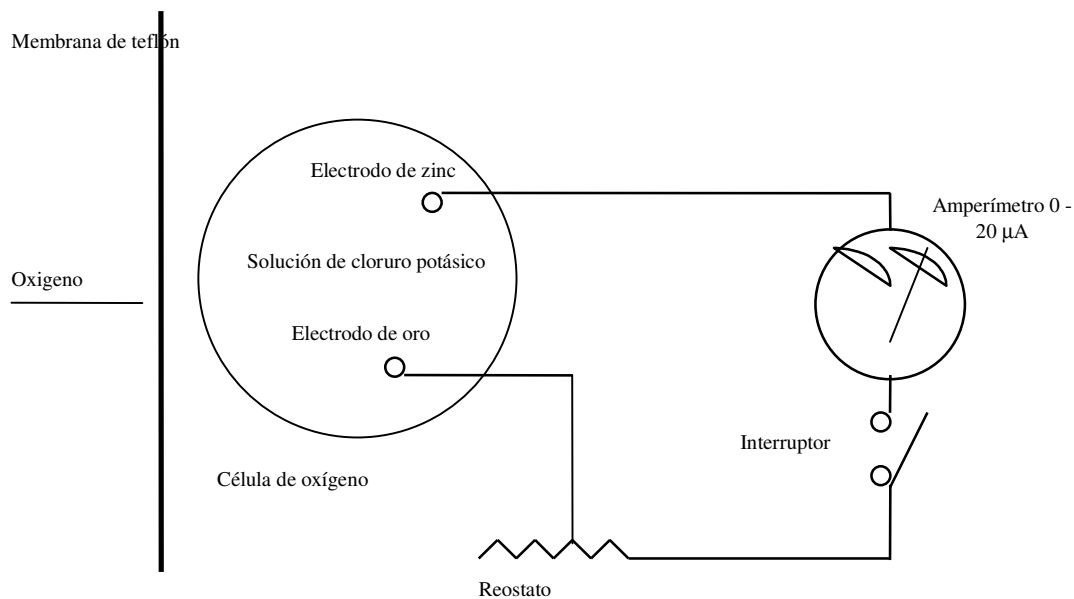 Membrana de teflón
Electrodo de zinc
Amperímetro 0 -
20 µA
Solución de cloruro potásico
Oxigeno
Electrodo de oro
Interruptor
Célula de oxígeno
Reostato